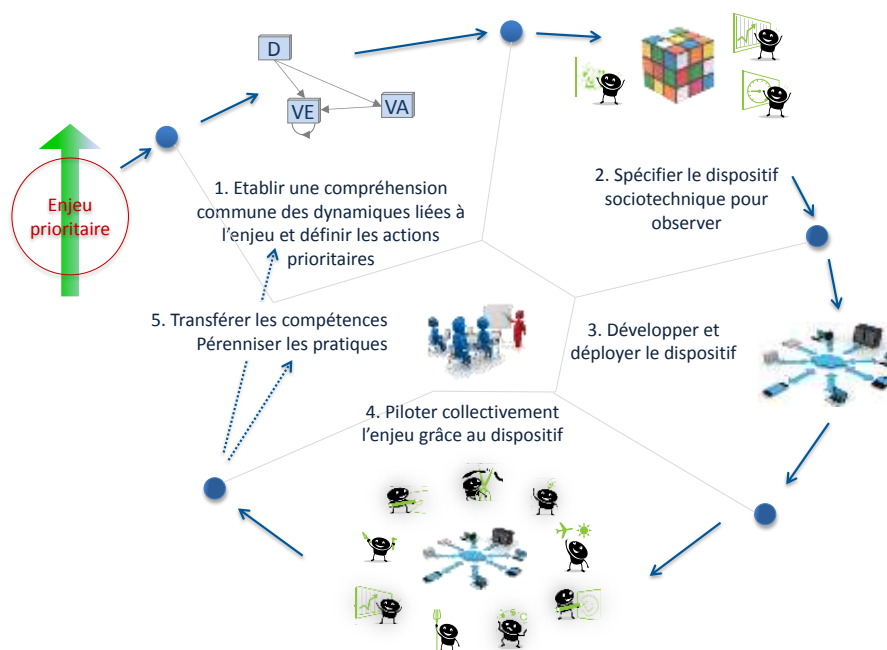 D
VE
VA
Enjeu
prioritaire
1. Etablir une compréhension
commune des dynamiques liées à
l’enjeu et définir les actions
prioritaires
2. Spécifier le dispositif
sociotechnique pour
observer
5. Transférer les compétences
Pérenniser les pratiques
3. Développer et
déployer le dispositif
4. Piloter collectivement
l’enjeu grâce au dispositif